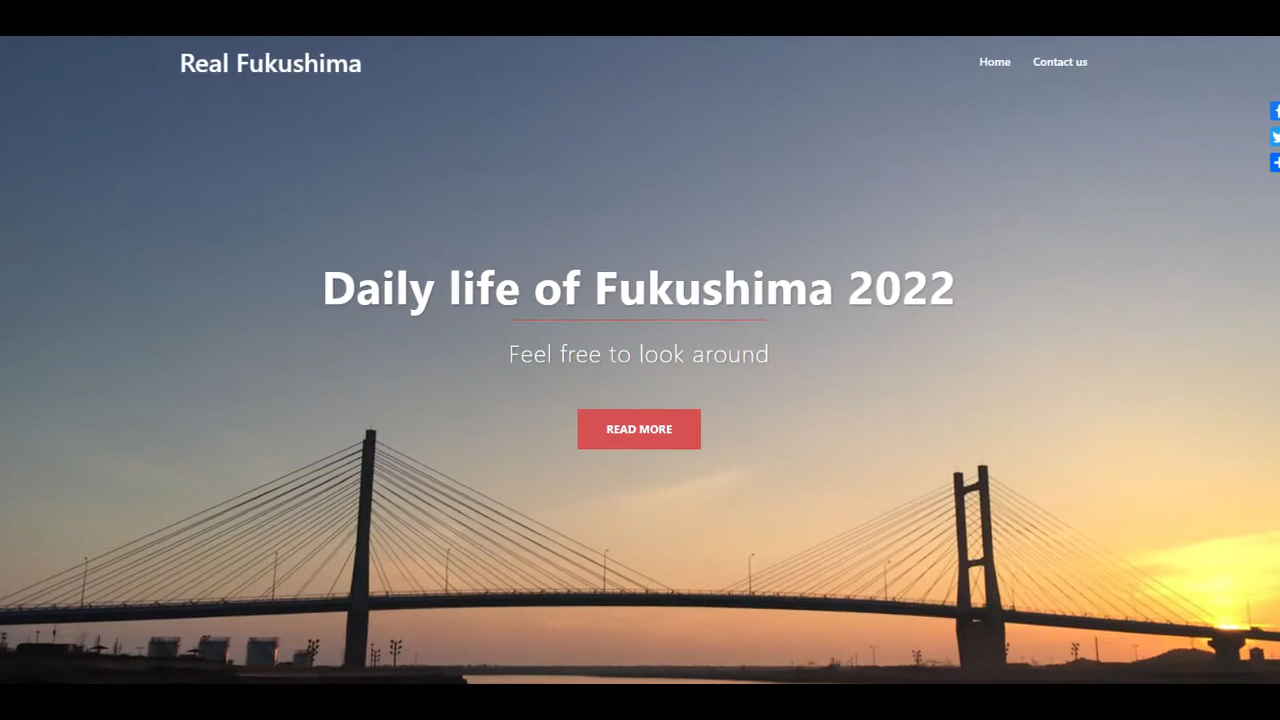 Real Fukushima
Home
Contact us
Daily life of Fukushima 2022
Feel free to look around
READ MORE